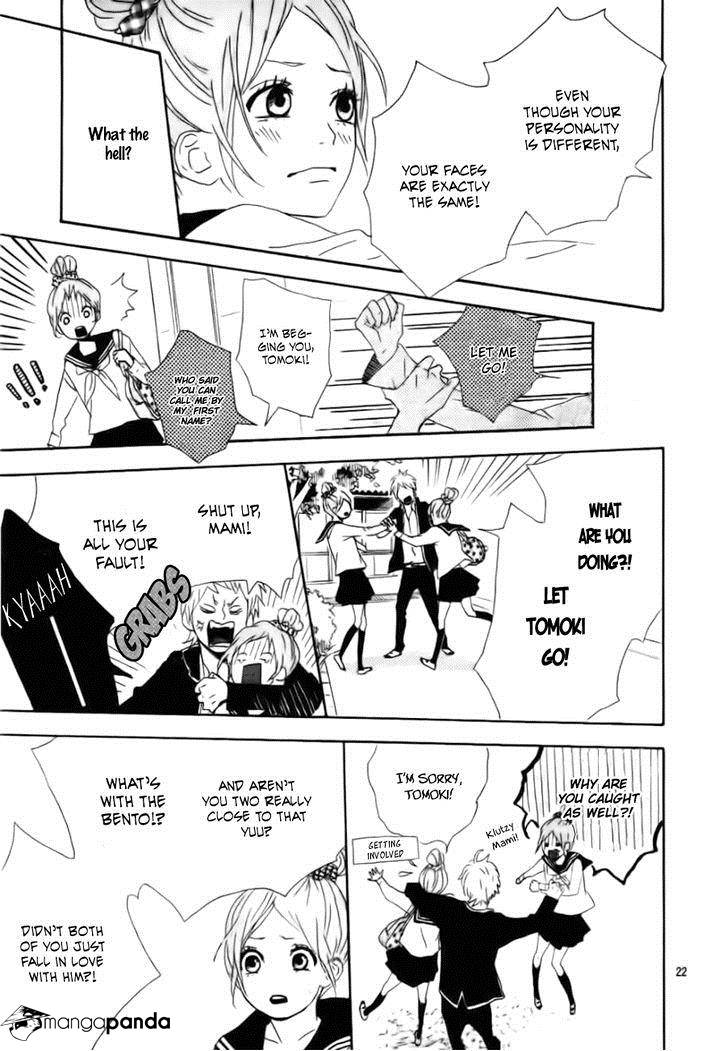 EVEN
THOUGH YOUR
PERSONALITY
IS DIFFERENT,
YOUR FACES
ARE EXACTLY
THE SAME!
What the
hell?
LET ME
GO!
I'M BEG-
GING YOU,
TOMOKI!
WHO SAID
YOU CAN
CALL ME BY
MY FIRST
NAME?
!!!
WHAT
ARE YOU
DOING?!
LET
TOMOKI
GO!
SHUT UP,
MAMI!
THIS IS
ALL YOUR
FAULT!
GRABS
KYAAAH
WHY ARE
YOU CAUGHT
AS WELL?!
Klutzy
Mami!
I'M SORRY,
TOMOKI!
GETTING
INVOLVED
AND AREN'T
YOU TWO REALLY
CLOSE TO THAT
YUU?
WHAT'S
WITH THE
BENTO!?
DIDN'T BOTH
OF YOU JUST
FALL IN LOVE
WITH HIM?!
22
mangapanda